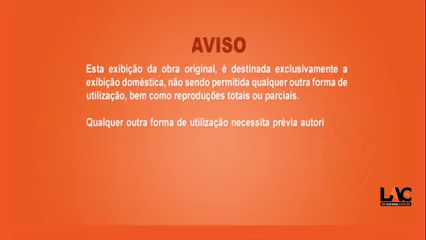 AVISO
Esta exibição da obra original, é destinada exclusivamente a
exibição doméstica, não sendo permitida qualquer outra forma de
utilização, bem como reproduções totais ou parciais.
Qualquer outra forma de utilização necessita prévia autori
LAC